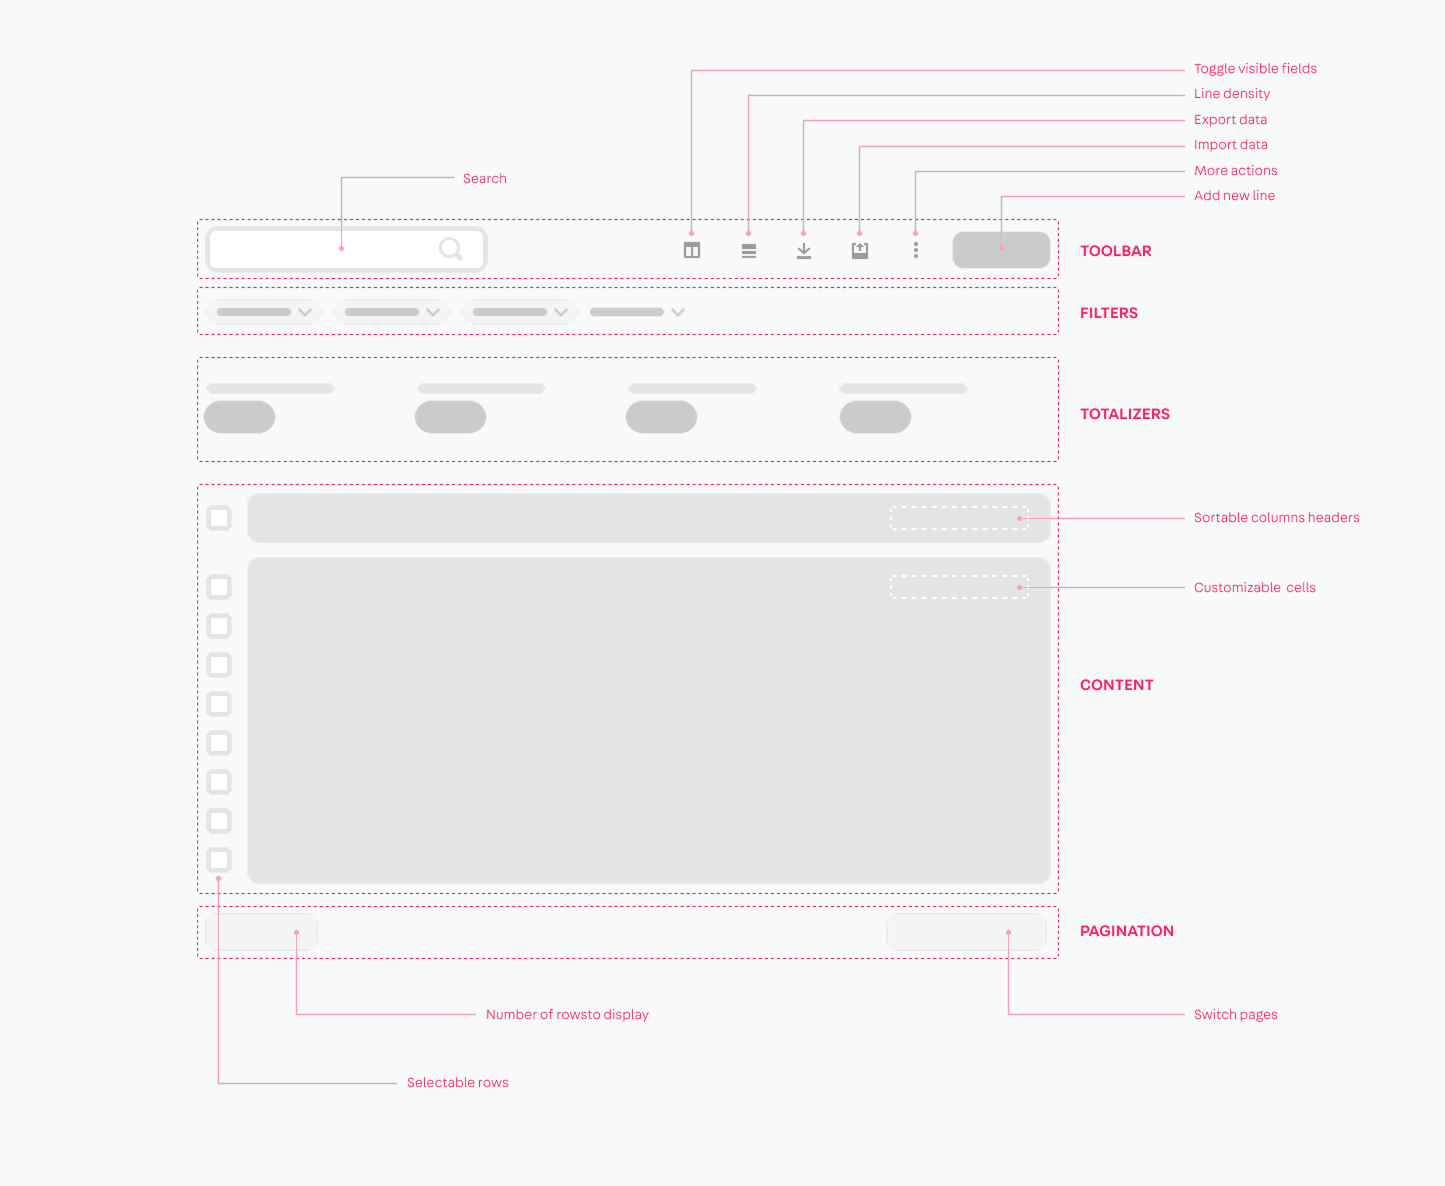 Toggle visible fields
Line density
Export data
Import data
More actions
Search
Add new line
TOOLBAR
FILTERS
TOTALIZERS
Sortable columns headers
Customizable cells
CONTENT
PAGINATION
Number of rowsto display
Switch pages
Selectable rows